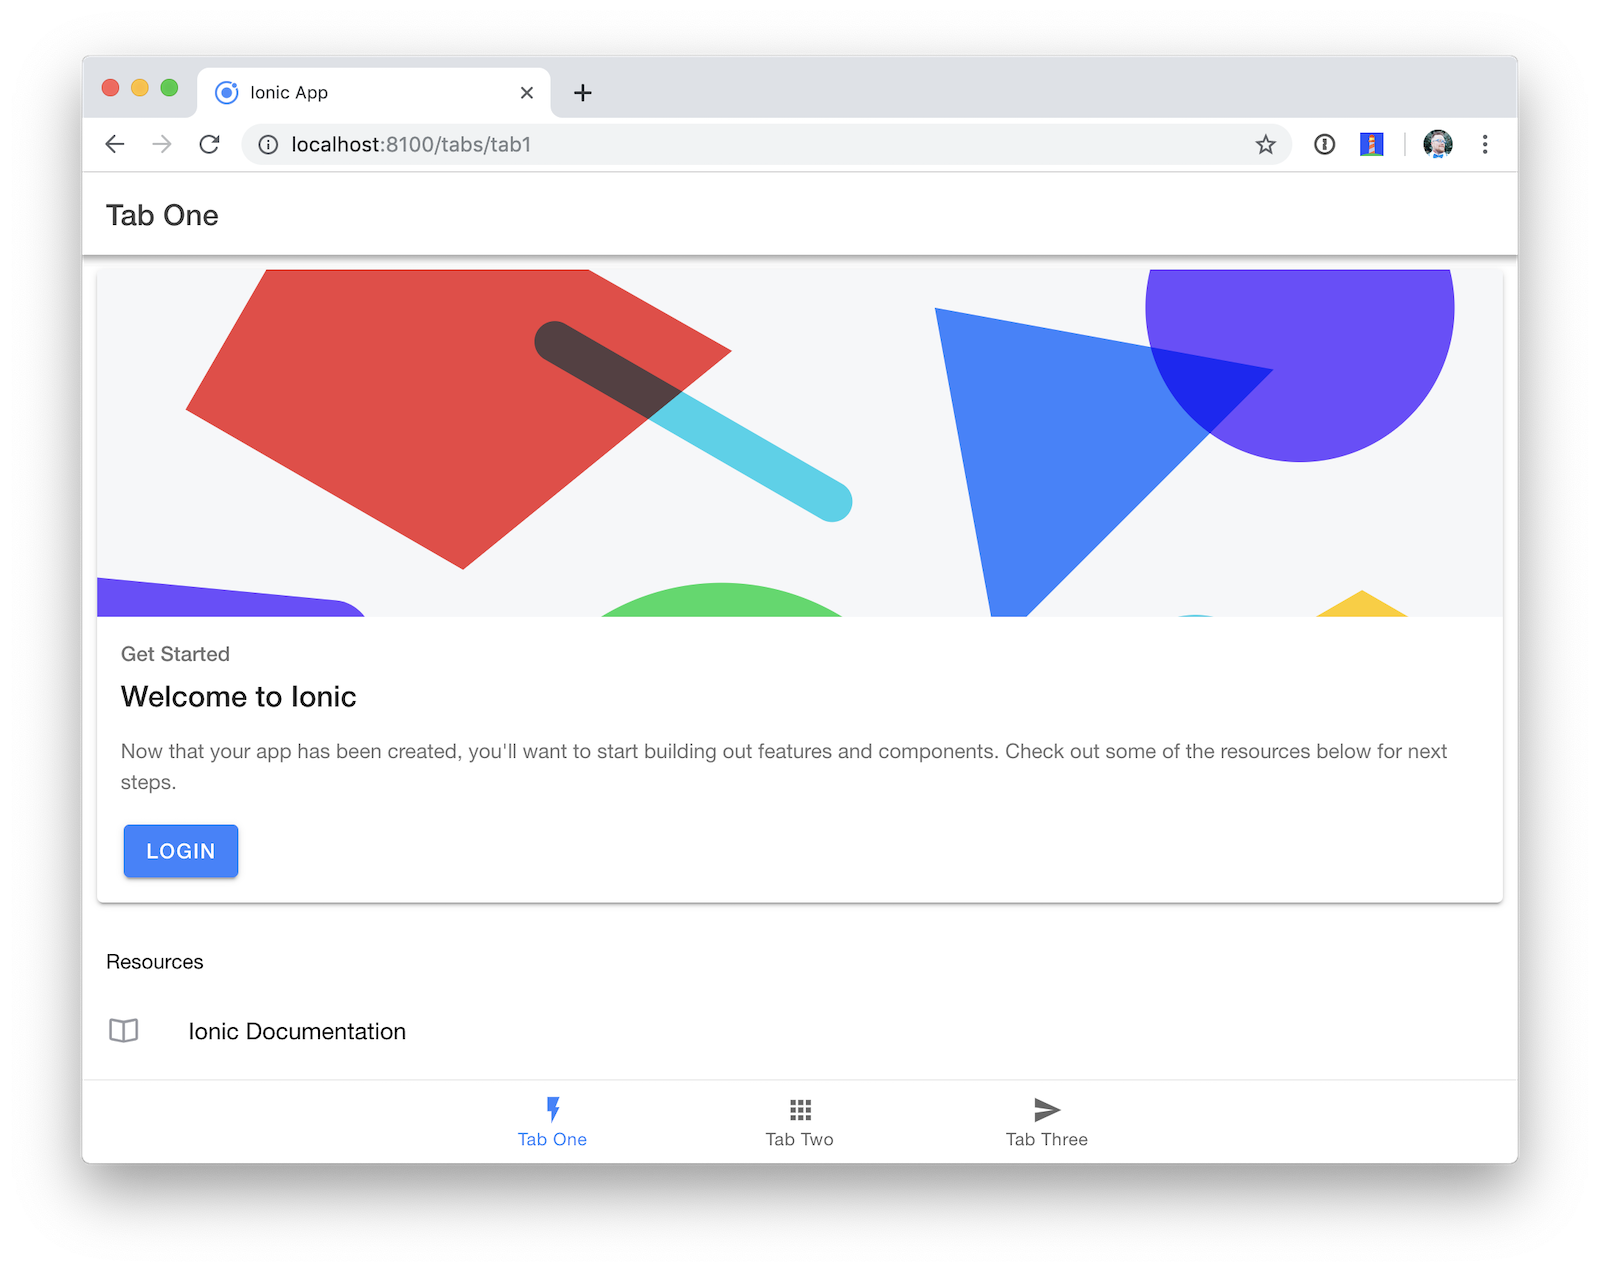 Ionic App
localhost:8100/tabs/tab1
Tab One
Get Started
Welcome to Ionic
Now that your app has been created, you'll want to start building out features and components. Check out some of the resources below for next
steps.
LOGIN
Resources
Ionic Documentation
Tab One
Tab Two
Tab Three